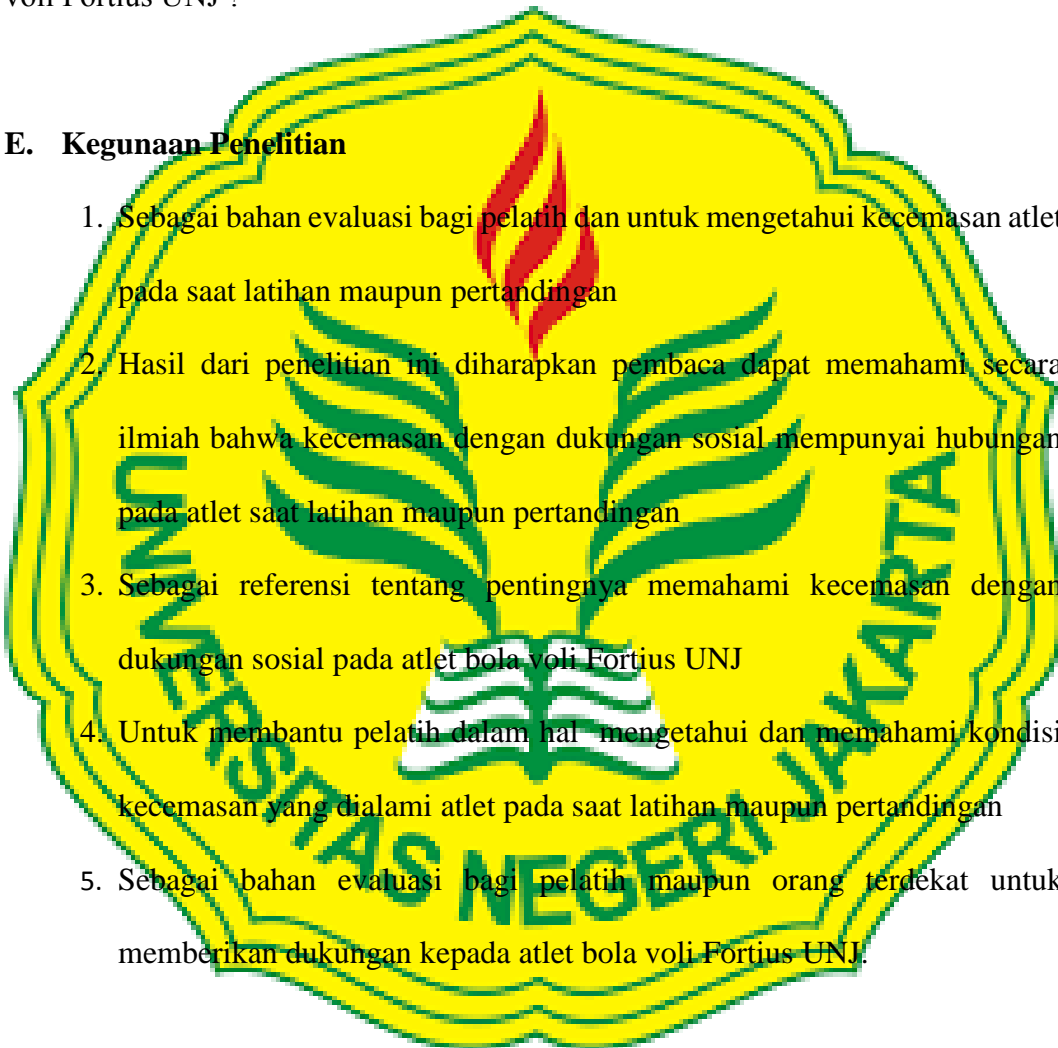 voli Fortius UNJ ?
E. Kegunaan Penelitian
1. Sebagai bahan evaluasi bagi pelatih dan untuk mengetahui kecemasan atlet
pada saat latihan maupun pertandingan
2. Hasil dari penelitian ini diharapkan pembaca dapat memahami secara
ilmiah bahwa kecemasan dengan dukungan sosial mempunyai hubungan
pada atlet saat latihan maupun pertandingan
3. Sebagai referensi tentang pentingnya memahami kecemasan dengan
dukungan sosial pada atlet bola voli Fortius UNJ
4. Untuk membantu pelatih dalam hal mengetahui dan memahami kondisi
kecemasan yang dialami atlet pada saat latihan maupun pertandingan
5. Sebagai bahan evaluasi bagi pelatih maupun orang terdekat untuk
memberikan dukungan kepada atlet bola voli Fortius UNJ.
UNIVERSITAS NEGERI JAKARTA